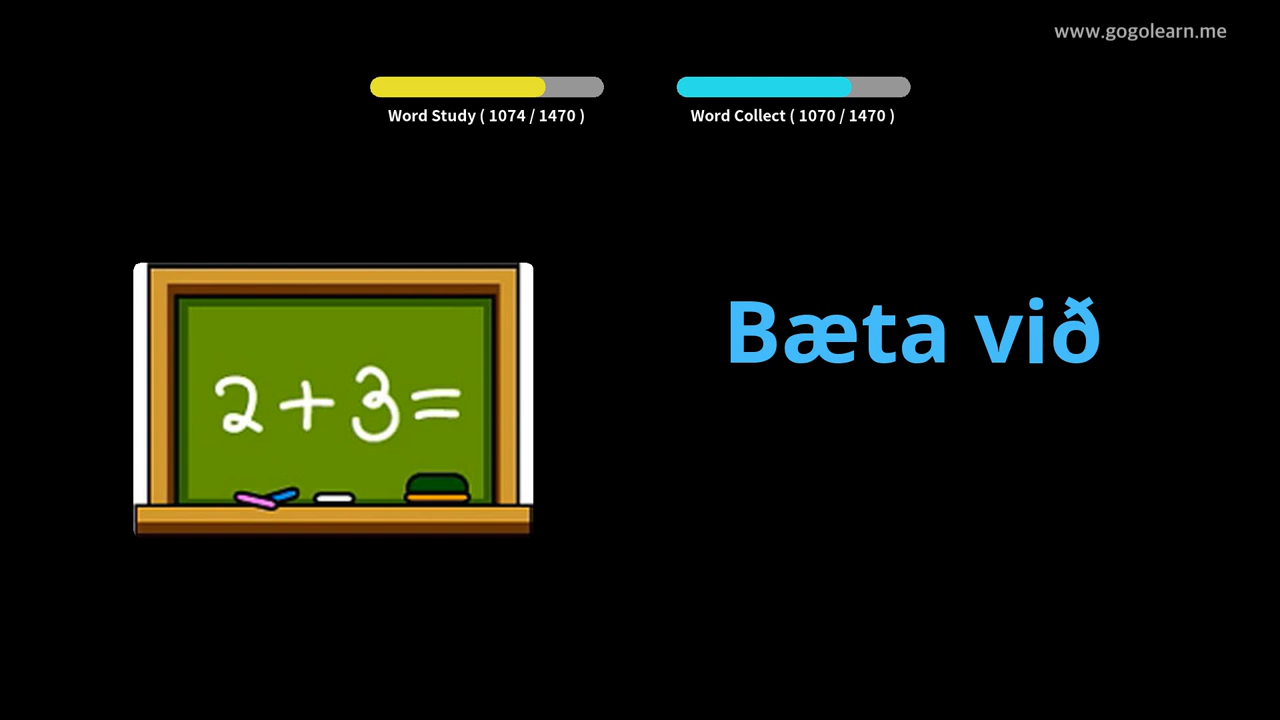 www.gogolearn.me
Word Study ( 1074 / 1470 )
Word Collect ( 1070 / 1470 )
Bæta við
2 + 3 =